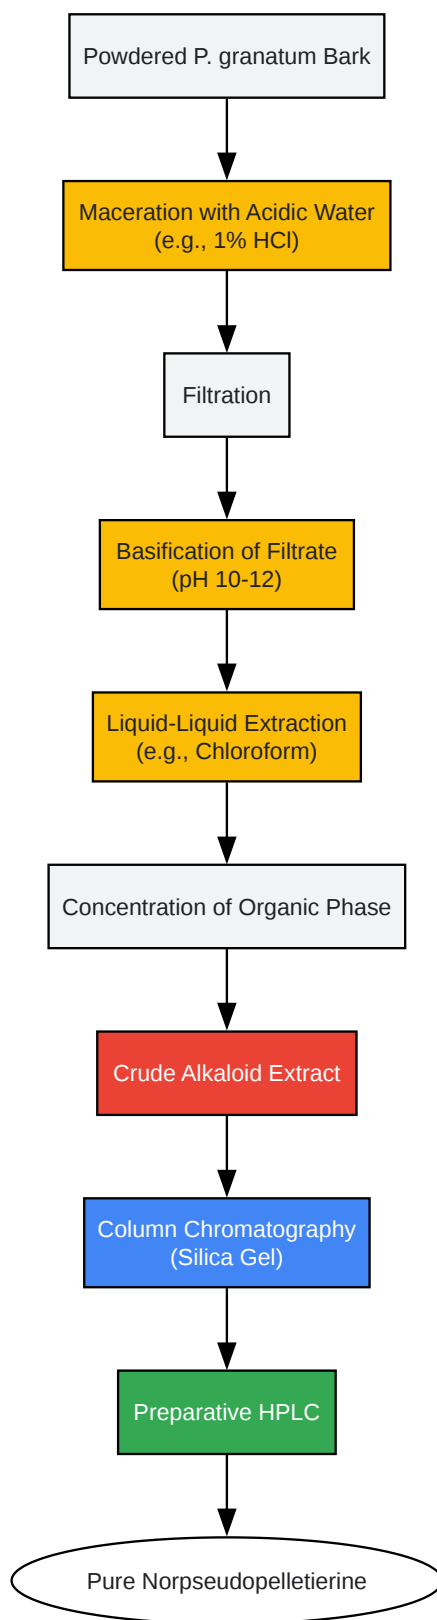 Powdered P. granatum Bark
Maceration with Acidic Water
(e.g., 1% HCl)
Filtration
Basification of Filtrate
(pH 10-12)
Liquid-Liquid Extraction
(e.g., Chloroform)
Concentration of Organic Phase
Crude Alkaloid Extract
Column Chromatography
(Silica Gel)
Preparative HPLC
Pure Norpseudopelletierine